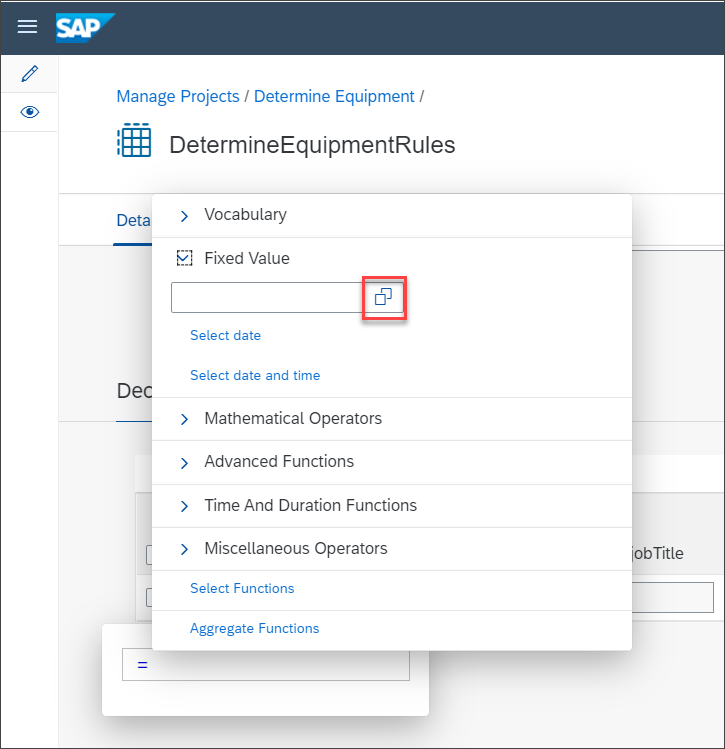 SAP
Manage Projects / Determine Equipment /
DetermineEquipmentRules
Deta
Vocabulary
Fixed Value
Select date
Select date and time
Dec
Mathematical Operators
Advanced Functions
Time And Duration Functions
Miscellaneous Operators
jobTitle
Select Functions
Aggregate Functions
=